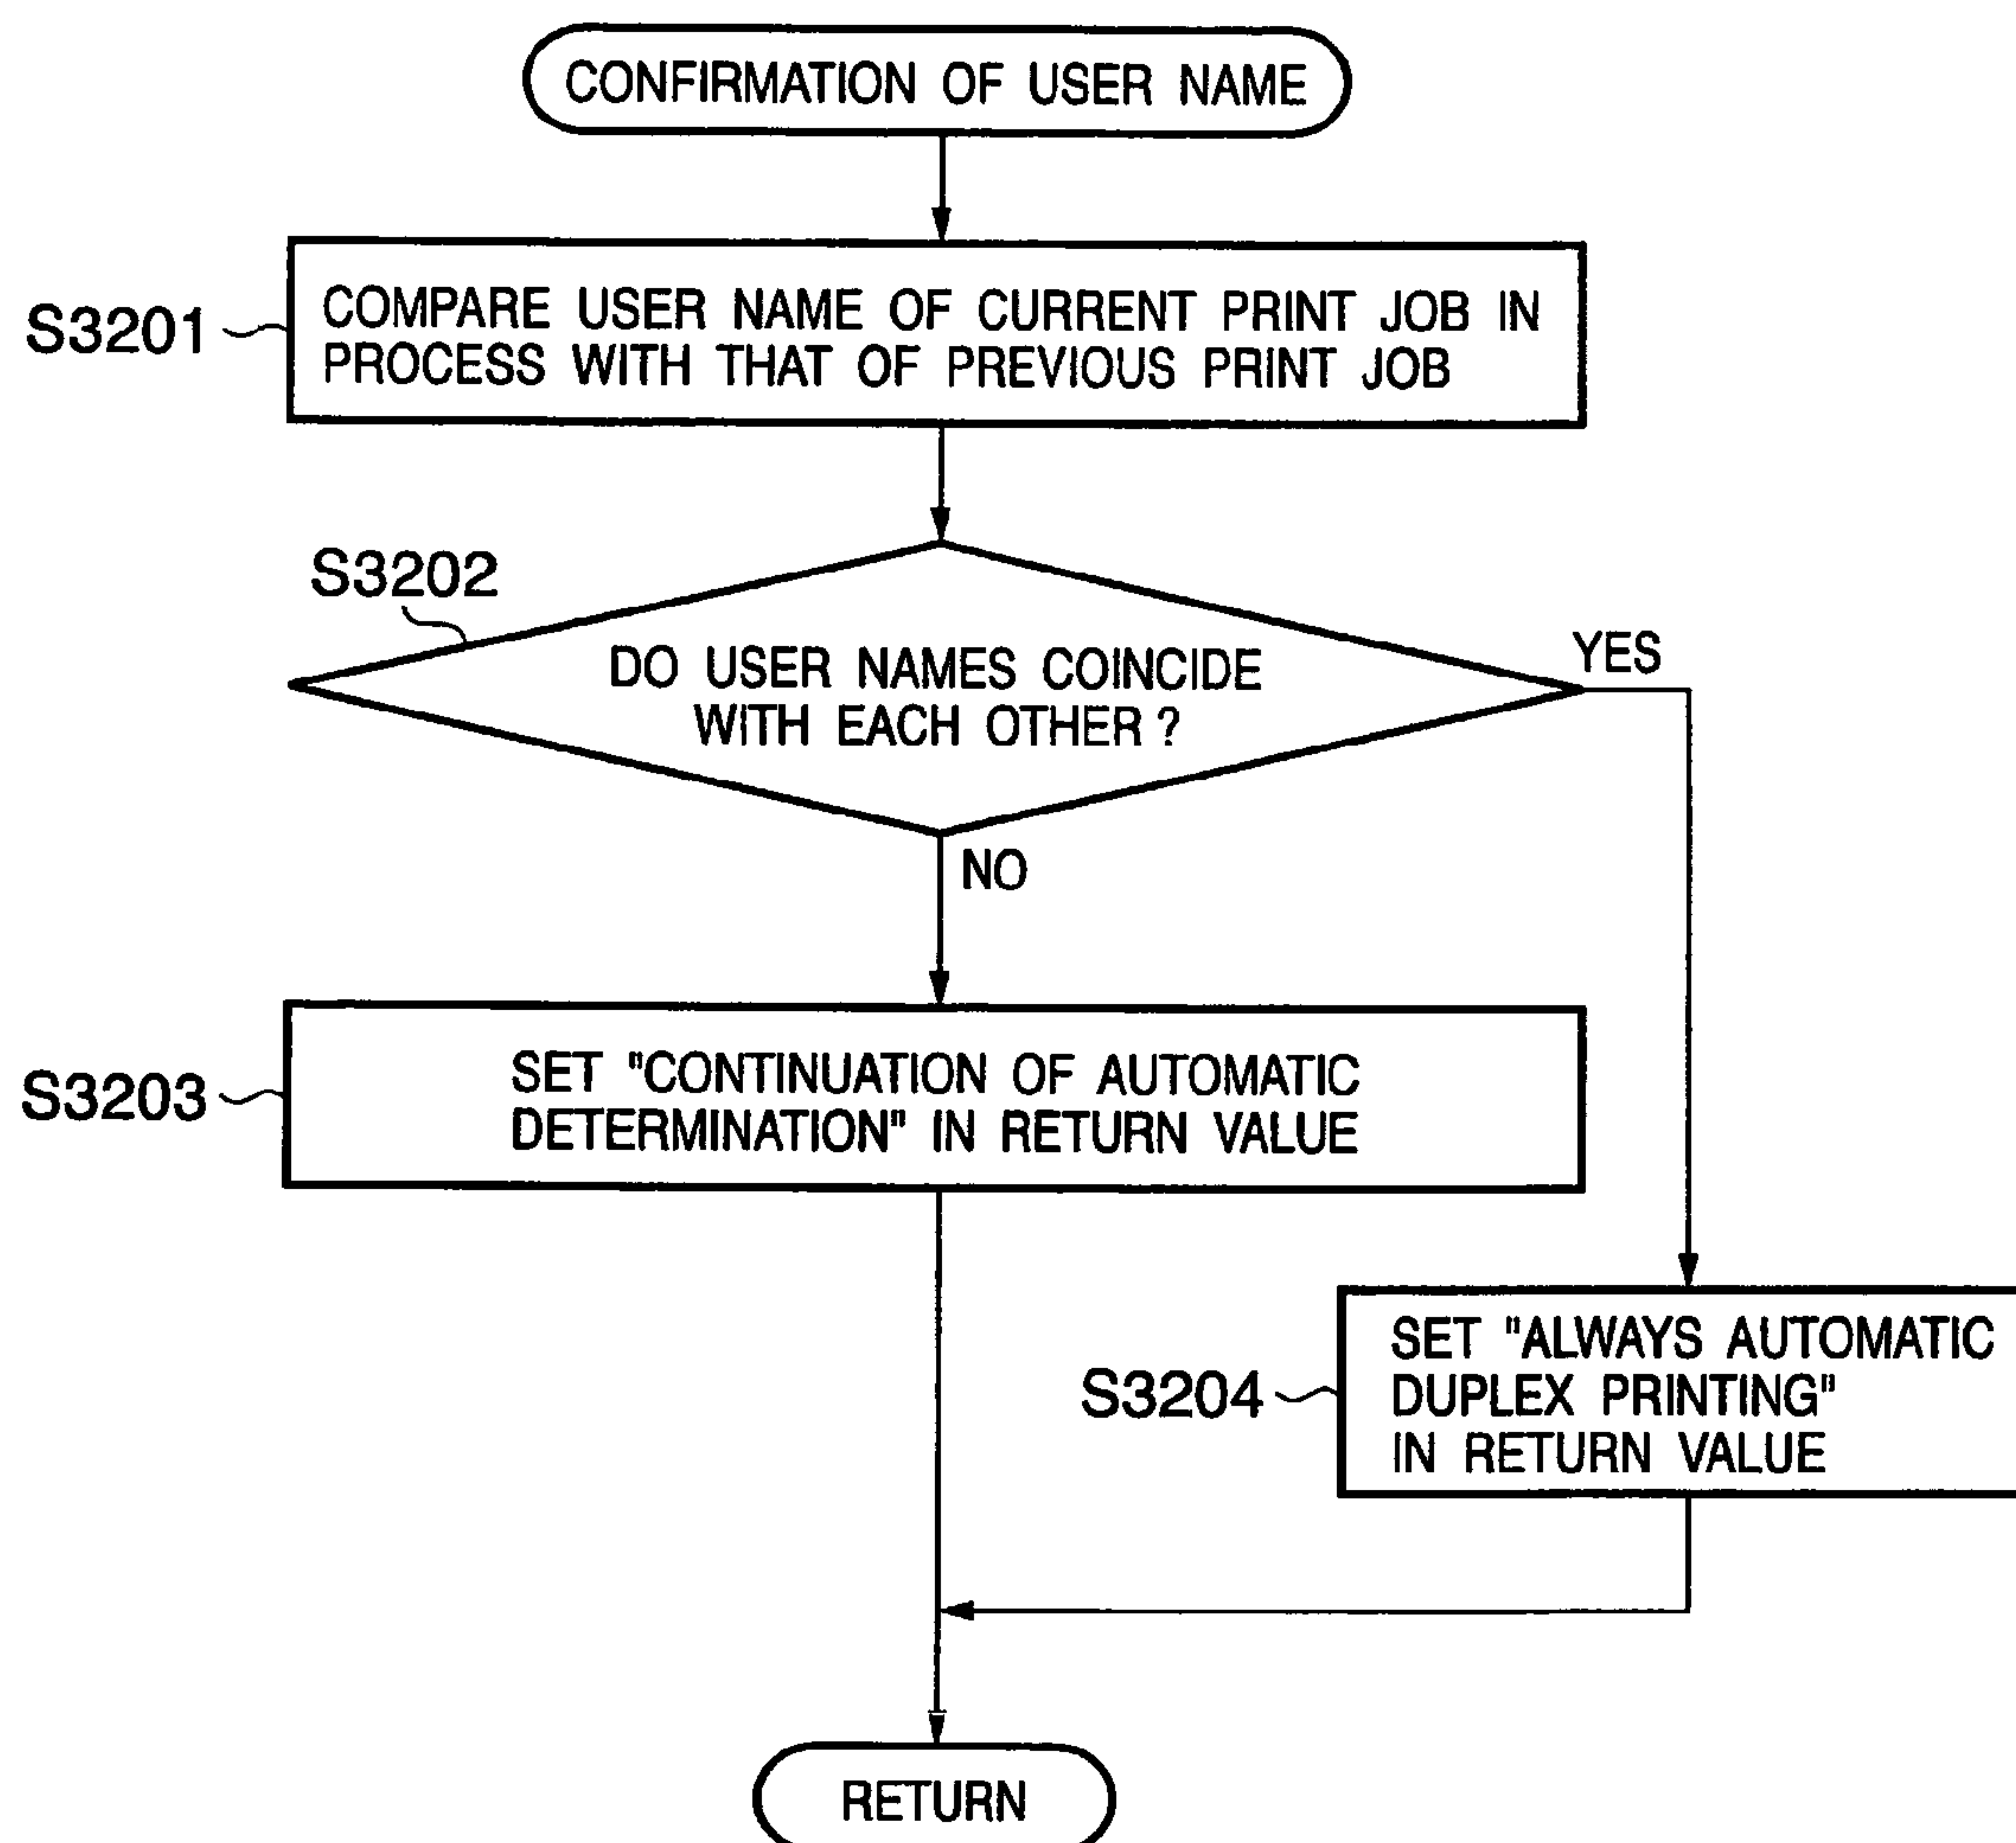 CONFIRMATION OF USER NAME
S3201
COMPARE USER NAME OF CURRENT PRINT JOB IN
PROCESS WITH THAT OF PREVIOUS PRINT JOB
S3202
DO USER NAMES COINCIDE
WITH EACH OTHER ?
YES
NO
S3203
SET "CONTINUATION OF AUTOMATIC
DETERMINATION" IN RETURN VALUE
S3204
SET "ALWAYS AUTOMATIC
DUPLEX PRINTING"
IN RETURN VALUE
RETURN